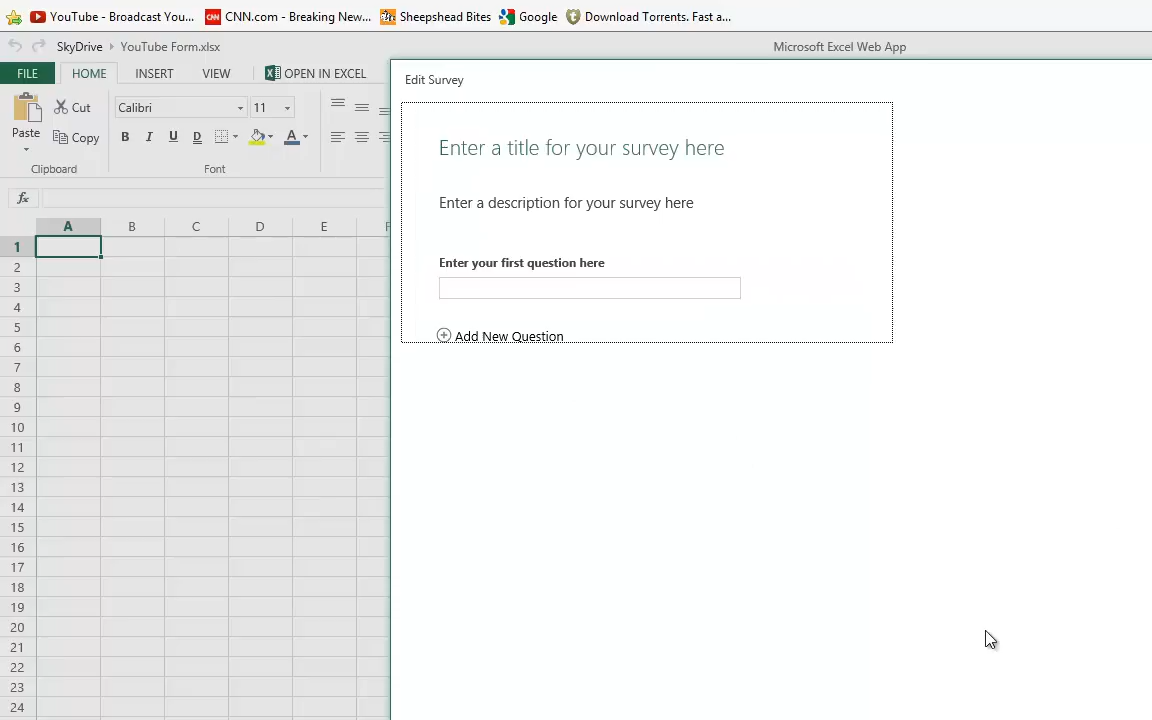 YouTube - Broadcast You... CNN.com - Breaking New... Sheepshead Bites Google Download Torrents. Fast a...
SkyDrive YouTube Form.xlsx Microsoft Excel Web App
FILE HOME INSERT VIEW OPEN IN EXCEL
Edit Survey
Paste Cut Calibri 11
Copy B I U D A
Clipboard Font
fx
A B C D E F
Enter a title for your survey here
Enter a description for your survey here
Enter your first question here
Add New Question
1
2
3
4
5
6
7
8
9
10
11
12
13
14
15
16
17
18
19
20
21
22
23
24